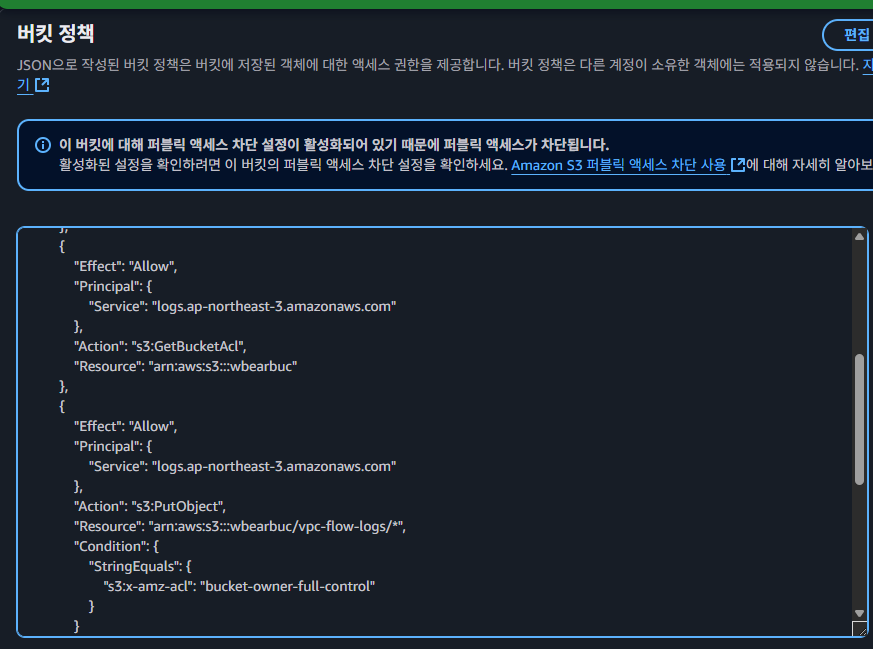 버킷 정책
편집
JSON으로 작성된 버킷 정책은 버킷에 저장된 객체에 대한 액세스 권한을 제공합니다. 버킷 정책은 다른 계정이 소유한 객체에는 적용되지 않습니다.
기
이 버킷에 대해 퍼블릭 액세스 차단 설정이 활성화되어 있기 때문에 퍼블릭 액세스가 차단됩니다.
활성화된 설정을 확인하려면 이 버킷의 퍼블릭 액세스 차단 설정을 확인하세요. Amazon S3 퍼블릭 액세스 차단 사용 에 대해 자세히 알아보
},
{
"Effect": "Allow",
"Principal": {
"Service": "logs.ap-northeast-3.amazonaws.com"
},
"Action": "s3:GetBucketAcl",
"Resource": "arn:aws:s3:::wbearbuc"
},
{
"Effect": "Allow",
"Principal": {
"Service": "logs.ap-northeast-3.amazonaws.com"
},
"Action": "s3:PutObject",
"Resource": "arn:aws:s3:::wbearbuc/vpc-flow-logs/*",
"Condition": {
"StringEquals": {
"s3:x-amz-acl": "bucket-owner-full-control"
}
}